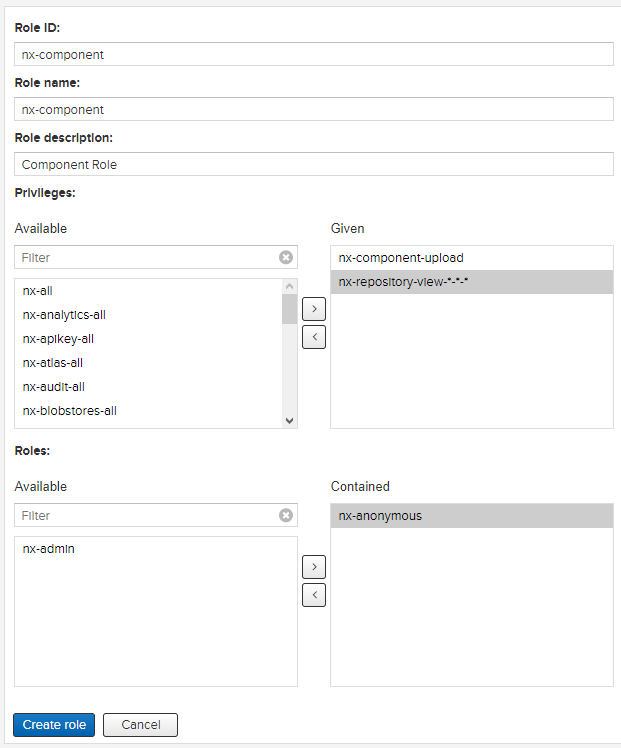 Role ID:
nx-component
Role name:
nx-component
Role description:
Component Role
Privileges:
Available
Given
Filter
nx-component-upload
nx-repository-view-*-*-*
nx-all
nx-analytics-all
nx-apikey-all
nx-atlas-all
nx-audit-all
nx-blobstores-all
Roles:
Available
Contained
Filter
nx-anonymous
nx-admin
Create role
Cancel